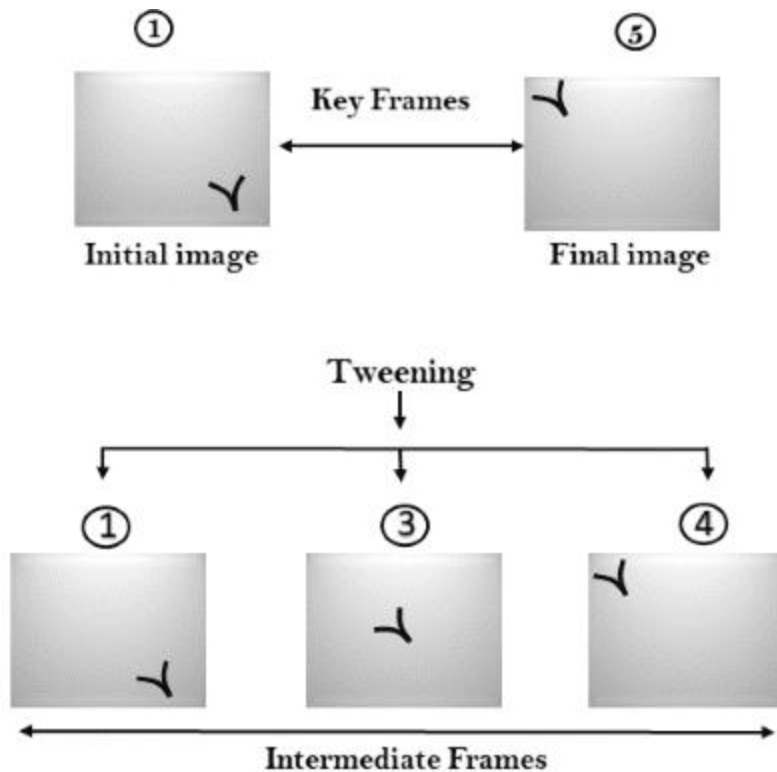 ① ⑤
Key Frames
Initial image Final image
Tweening
① ③ ④
Intermediate Frames